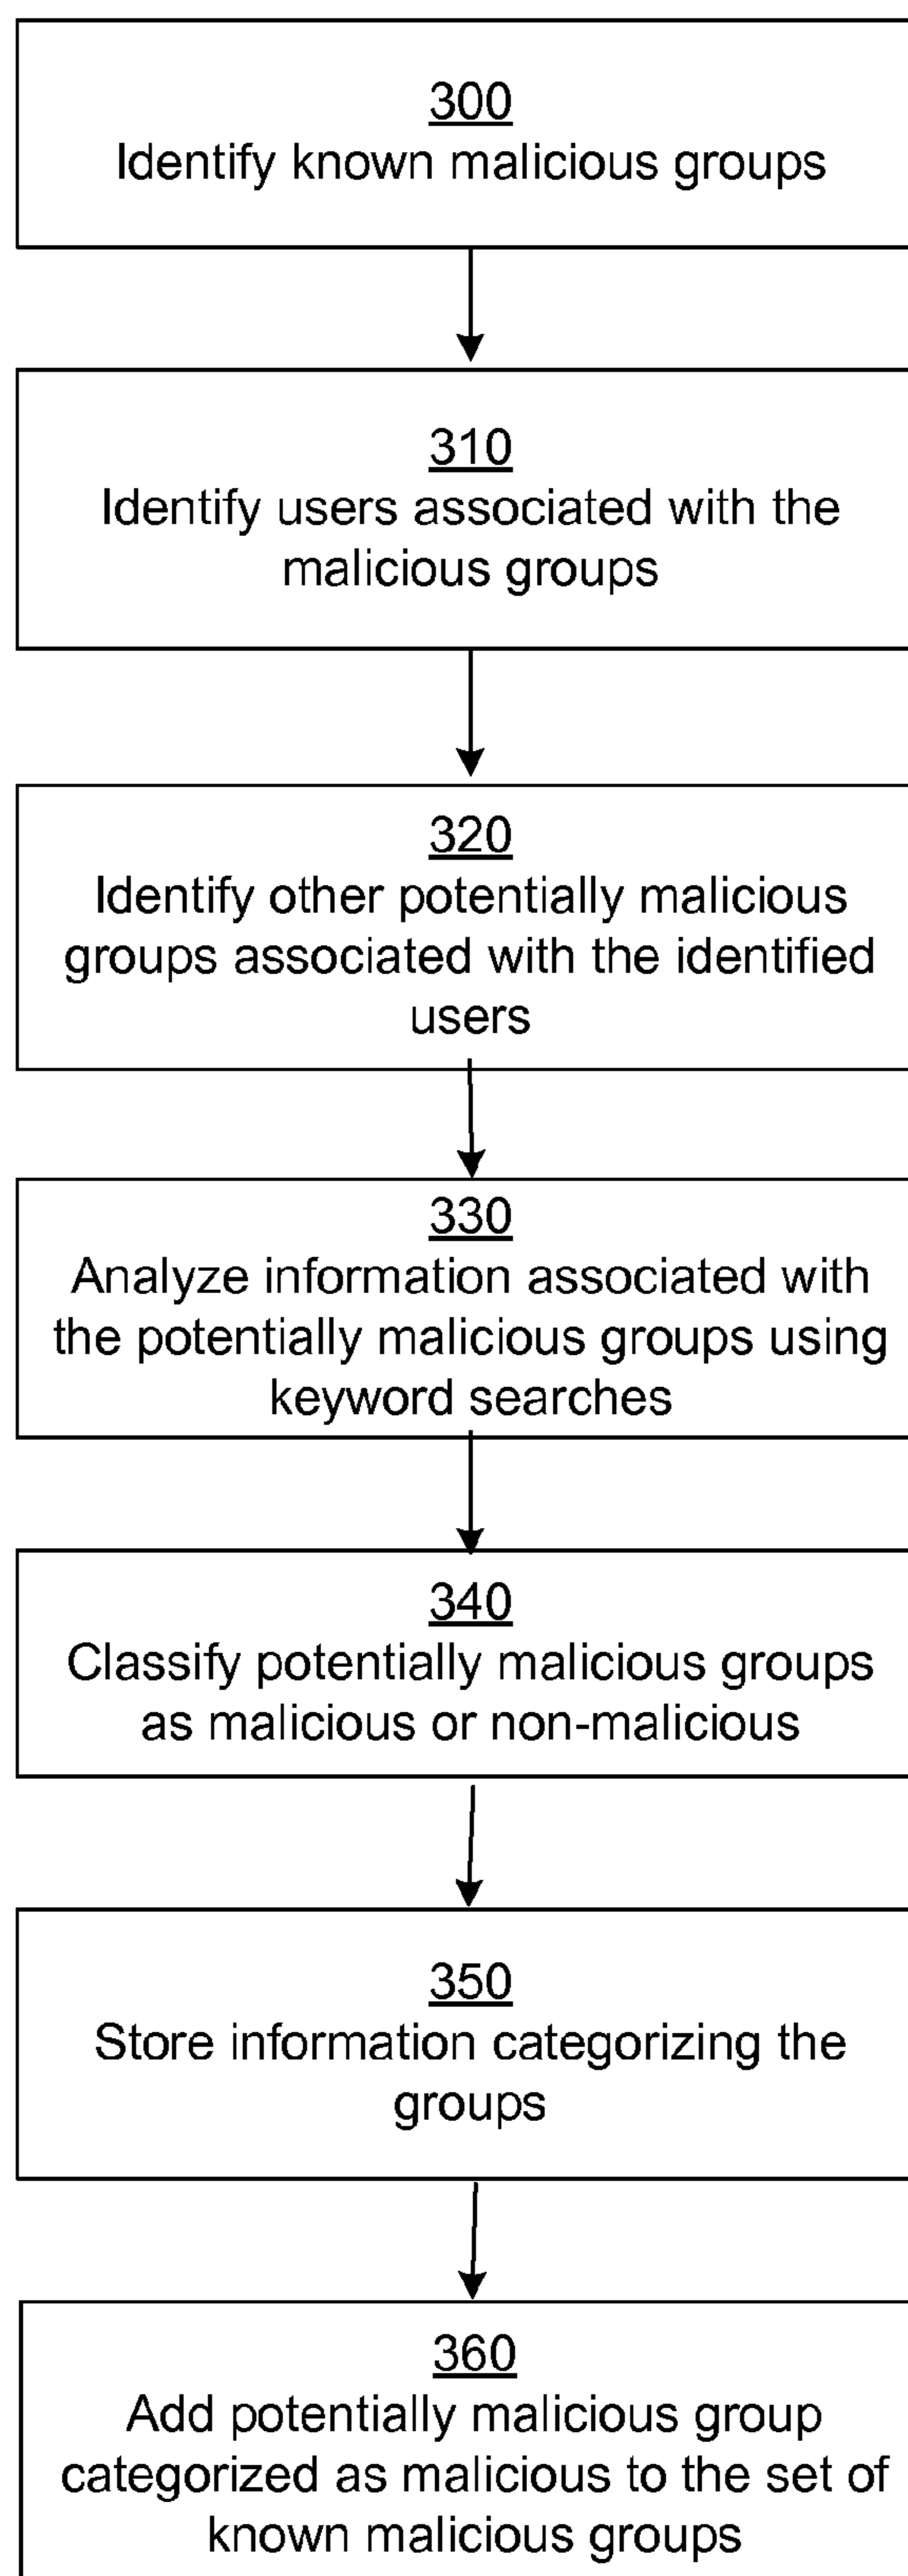 300
Identify known malicious groups
310
Identify users associated with the
malicious groups
320
Identify other potentially malicious
groups associated with the identified
users
330
Analyze information associated with
the potentially malicious groups using
keyword searches
340
Classify potentially malicious groups
as malicious or non-malicious
350
Store information categorizing the
groups
360
Add potentially malicious group
categorized as malicious to the set of
known malicious groups